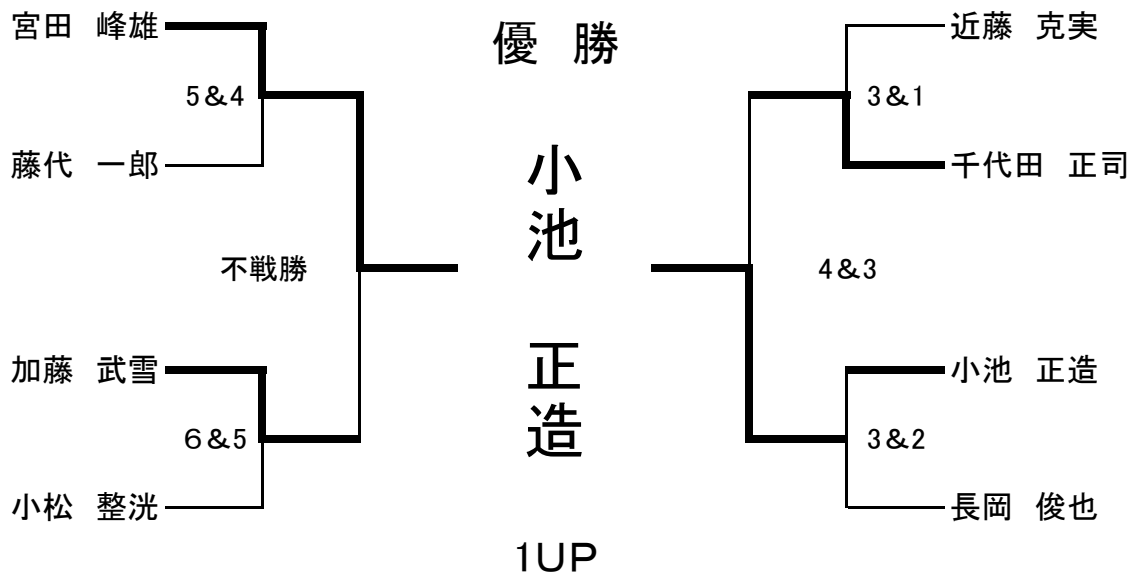 宮田 峰雄
5&4
藤代 一郎
不戦勝
加藤 武雪
6&5
小松 整洸
優 勝
小池 正造
1UP
近藤 克実
3&1
千代田 正司
4&3
小池 正造
3&2
長岡 俊也